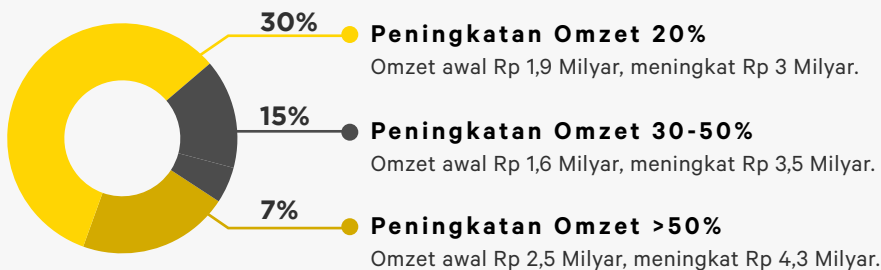 30%
Peningkatan Omzet 20%
Omzet awal Rp 1,9 Milyar, meningkat Rp 3 Milyar.
15%
Peningkatan Omzet 30-50%
Omzet awal Rp 1,6 Milyar, meningkat Rp 3,5 Milyar.
7%
Peningkatan Omzet >50%
Omzet awal Rp 2,5 Milyar, meningkat Rp 4,3 Milyar.